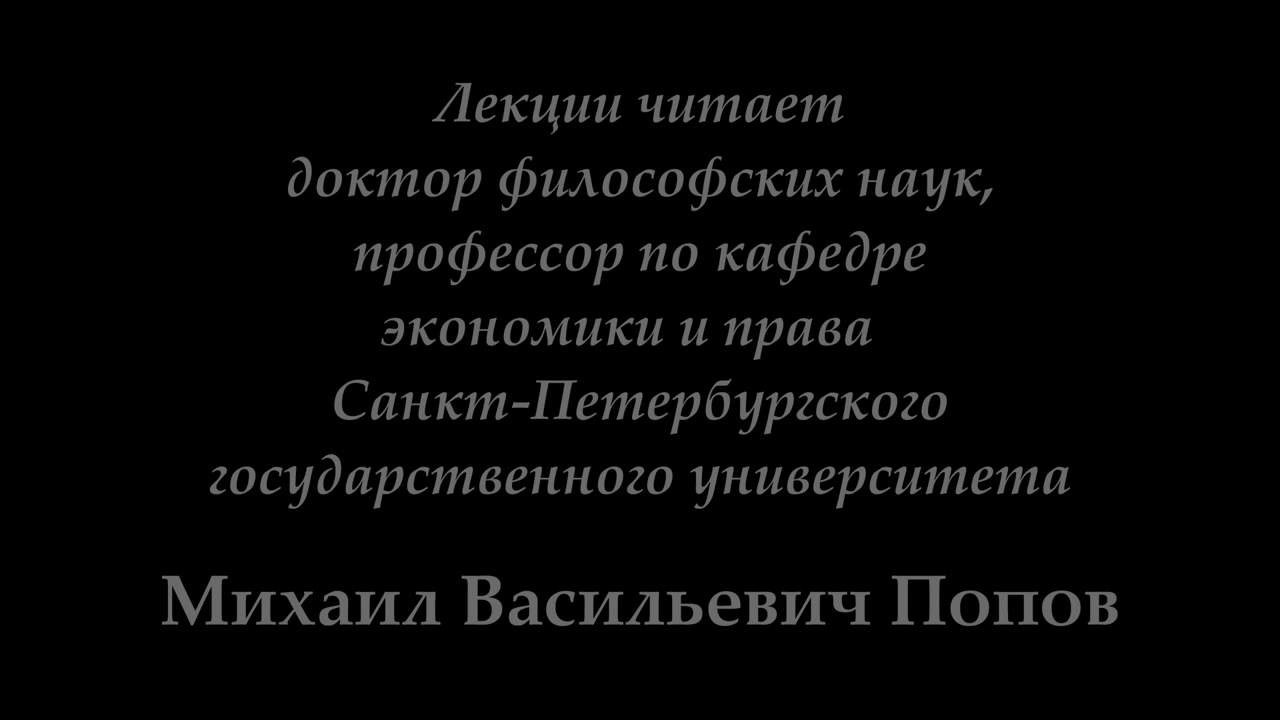 Лекции читает
доктор философских наук,
профессор по кафедре
экономики и права
Санкт-Петербургского
государственного университета
Михаил Васильевич Попов